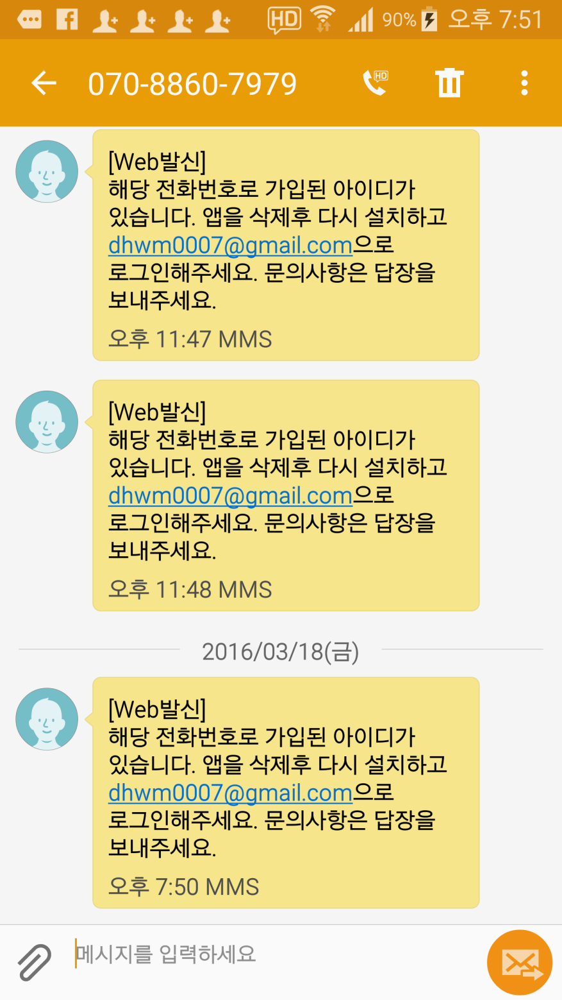 HD 90% 오후 7:51
070-8860-7979 HD
[Web발신]
해당 전화번호로 가입된 아이디가
있습니다. 앱을 삭제후 다시 설치하고
dhwm0007@gmail.com으로
로그인해주세요. 문의사항은 답장을
보내주세요.
오후 11:47 MMS
[Web발신]
해당 전화번호로 가입된 아이디가
있습니다. 앱을 삭제후 다시 설치하고
dhwm0007@gmail.com으로
로그인해주세요. 문의사항은 답장을
보내주세요.
오후 11:48 MMS
2016/03/18(금)
[Web발신]
해당 전화번호로 가입된 아이디가
있습니다. 앱을 삭제후 다시 설치하고
dhwm0007@gmail.com으로
로그인해주세요. 문의사항은 답장을
보내주세요.
오후 7:50 MMS
메시지를 입력하세요